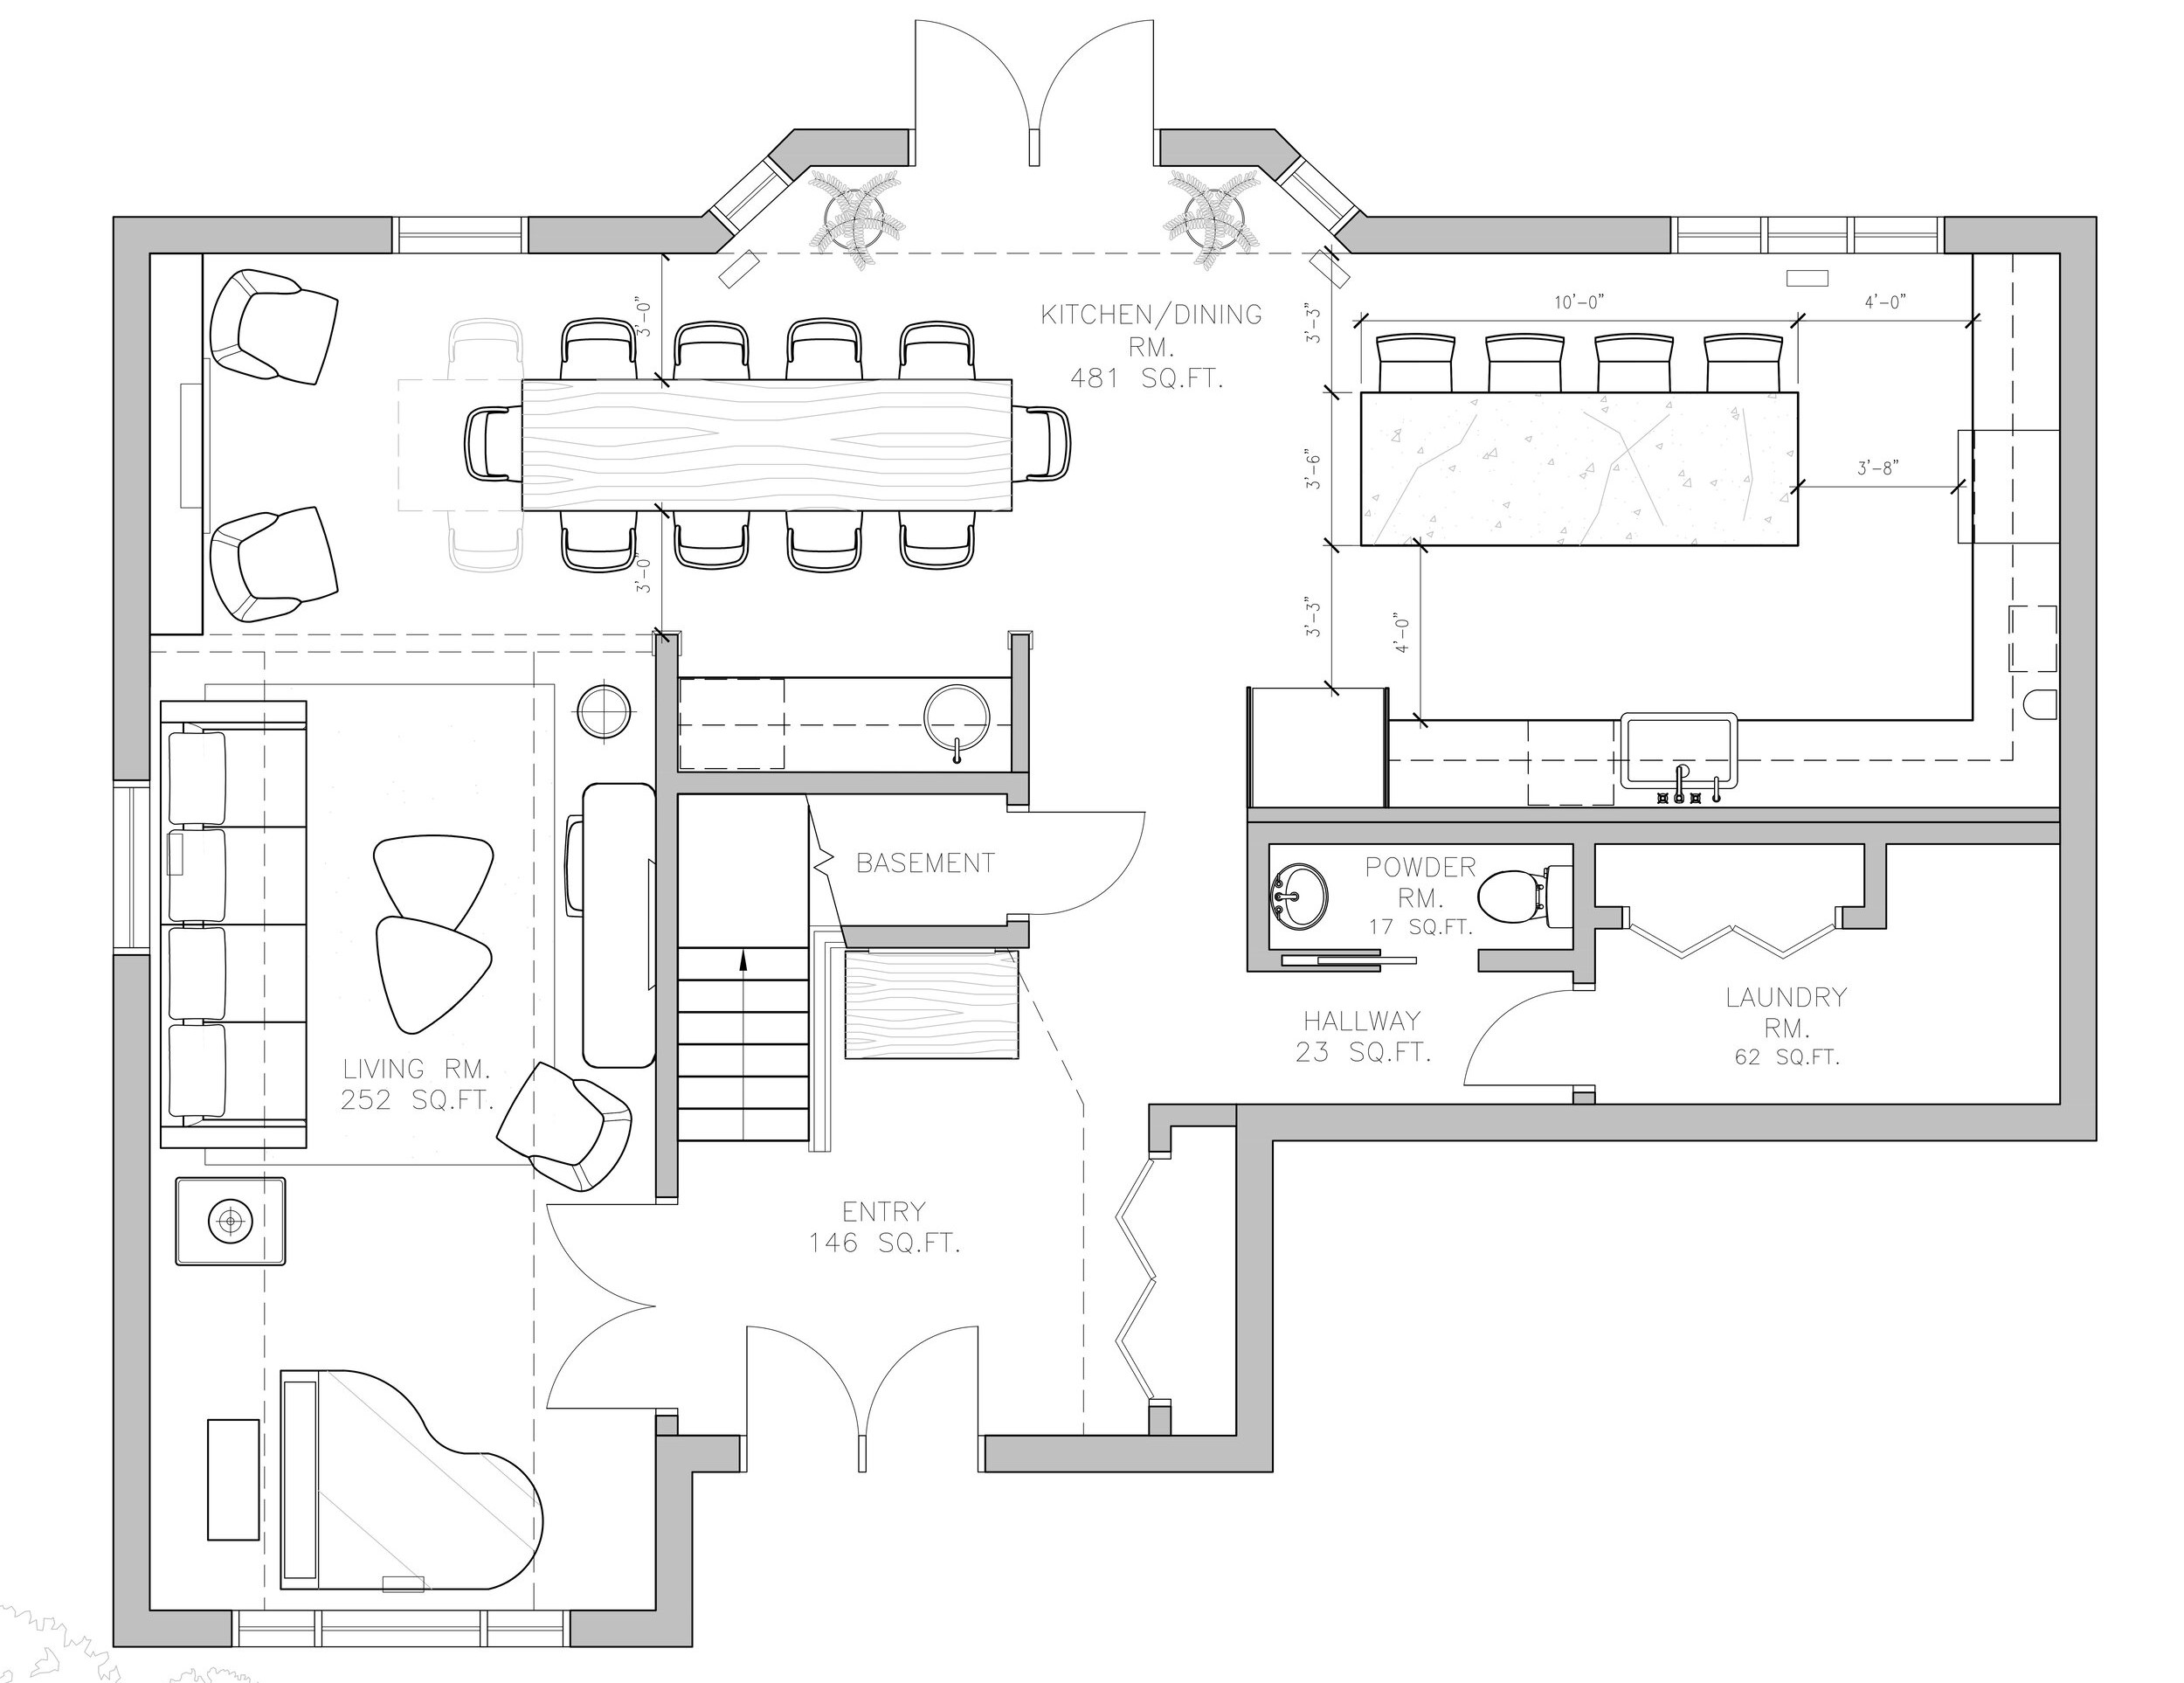 KITCHEN/DINING
RM.
481 SQ.FT.
3'-0"
3'-0"
3'-3"
3'-6"
3'-3"
4'-0"
10'-0"
4'-0"
3'-8"
BASEMENT
POWDER
RM.
17 SQ.FT.
LAUNDRY
RM.
62 SQ.FT.
HALLWAY
23 SQ.FT.
LIVING RM.
252 SQ.FT.
ENTRY
146 SQ.FT.